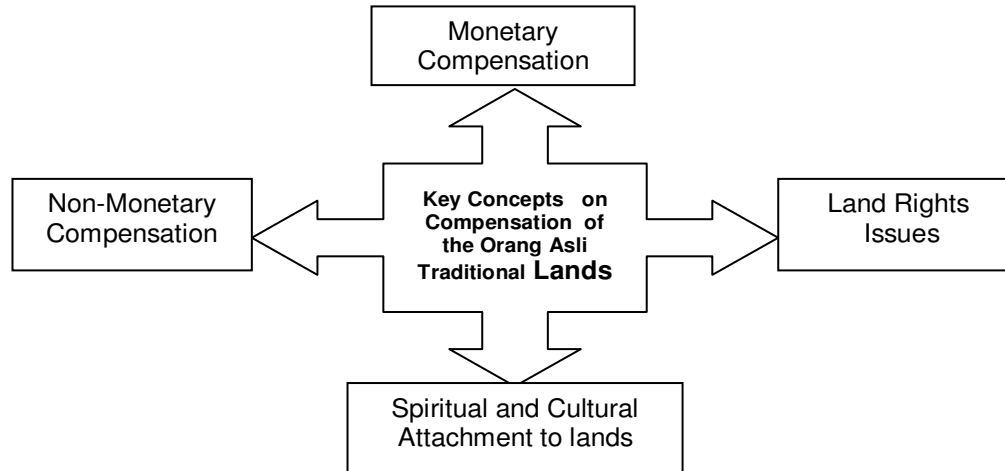 Monetary
Compensation
Non-Monetary
Compensation
Key Concepts on
Compensation of
the Orang Asli
Traditional Lands
Land Rights
Issues
Spiritual and Cultural
Attachment to lands